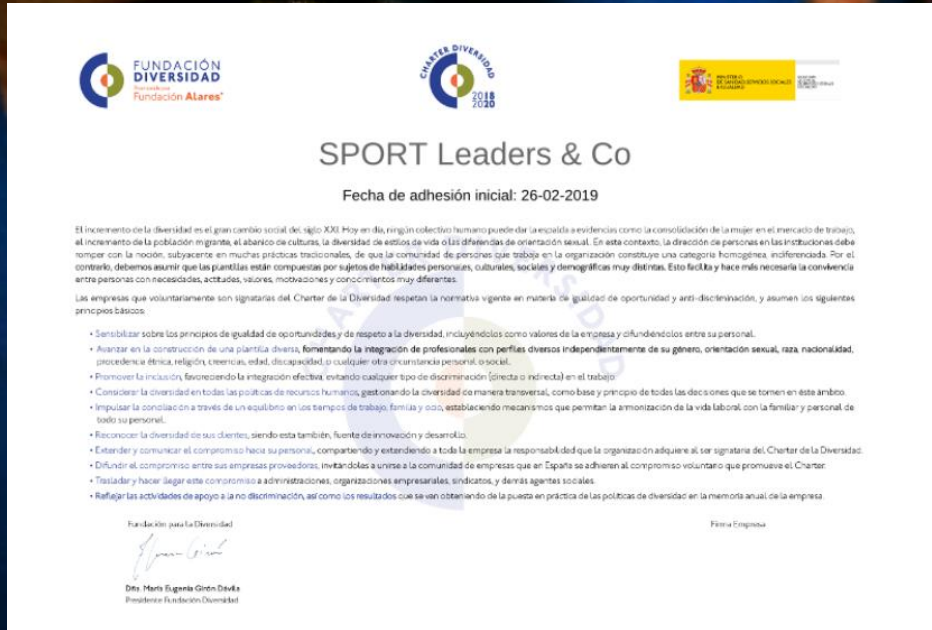 FUNDACIÓN
DIVERSIDAD
Promovida por
Fundación Alares®
CHARTER DIVERSIDAD
2018
2020
MINISTERIO
DE SANIDAD, SERVICIOS SOCIALES
E IGUALDAD
SPORT Leaders & Co
Fecha de adhesión inicial: 26-02-2019
El incremento de la diversidad es el gran cambio social del siglo XXI. Hoy en día, ningún colectivo humano puede dar la espalda a evidencias como la consolidación de la mujer en el mercado de trabajo,
el incremento de la población migrante, el abanico de culturas, la diversidad de estilos de vida o las diferencias de orientación sexual. En este contexto, la dirección de personas en las instituciones debe
romper con la noción, subyacente en muchas prácticas tradicionales, de que la comunidad de personas que trabaja en la organización constituye una categoría homogénea, indiferenciada. Por el
contrario, debemos asumir que las plantillas están compuestas por sujetos de habilidades personales, culturales, sociales y demográficas muy distintas. Esto facilita y hace más necesaria la convivencia
entre personas con necesidades, actitudes, valores, motivaciones y conocimientos muy diferentes.
Las empresas que voluntariamente son signatarias del Charter de la Diversidad respetan la normativa vigente en materia de igualdad de oportunidad y anti-discriminación, y asumen los siguientes
principios básicos:
• Sensibilizar sobre los principios de igualdad de oportunidades y de respeto a la diversidad, incluyéndolos como valores de la empresa y difundiéndolos entre su personal.
• Avanzar en la construcción de una plantilla diversa, fomentando la integración de profesionales con perfiles diversos independientemente de su género, orientación sexual, raza, nacionalidad,
procedencia étnica, religión, creencias, edad, discapacidad, o cualquier otra circunstancia personal o social.
• Promover la inclusión, favoreciendo la integración efectiva, evitando cualquier tipo de discriminación (directa o indirecta) en el trabajo
• Considerar la diversidad en todas las políticas de recursos humanos, gestionando la diversidad de manera transversal, como base y principio de todas las decisiones que se tomen en éste ámbito.
• Impulsar la conciliación a través de un equilibrio en los tiempos de trabajo, familia y ocio, estableciendo mecanismos que permitan la armonización de la vida laboral con la familiar y personal de
todo su personal.
• Reconocer la diversidad de sus clientes, siendo esta también, fuente de innovación y desarrollo.
• Extender y comunicar el compromiso hacia su personal, compartiendo y extendiendo a toda la empresa la responsabilidad que la organización adquiere al ser signataria del Charter de la Diversidad.
• Difundir el compromiso entre sus empresas proveedoras, invitándoles a unirse a la comunidad de empresas que en España se adhieren al compromiso voluntario que promueve el Charter.
• Trasladar y hacer llegar este compromiso a administraciones, organizaciones empresariales, sindicatos, y demás agentes sociales.
• Reflejar las actividades de apoyo a la no discriminación, así como los resultados que se van obteniendo de la puesta en práctica de las políticas de diversidad en la memoria anual de la empresa.
Fundación para la Diversidad
Firma Empresa
Dña. María Eugenia Girón Dávila
Presidente Fundación Diversidad